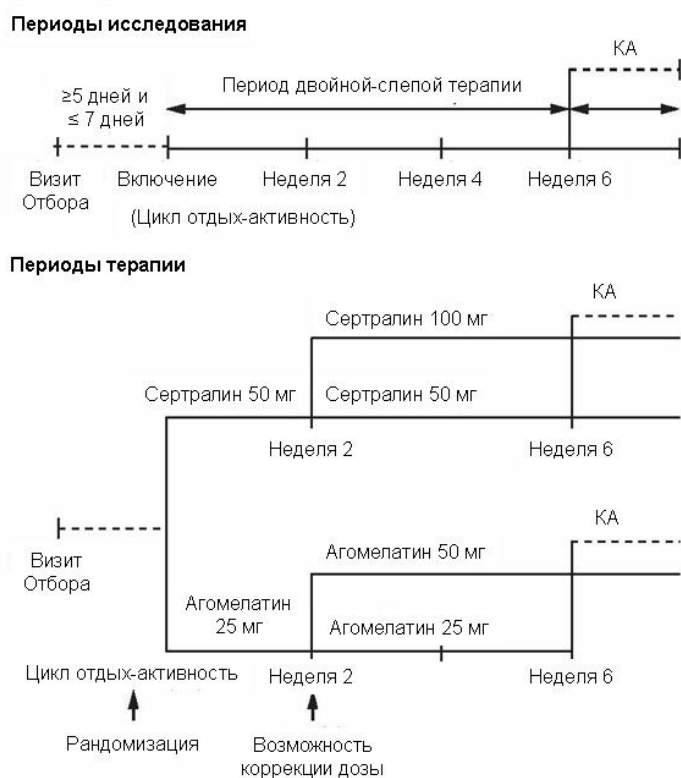 Периоды исследования
КА
Период двойной-слепой терапии
≥5 дней и
≤ 7 дней
Визит
Отбора
Включение
Неделя 2
Неделя 4
Неделя 6
(Цикл отдых-активность)
Периоды терапии
КА
Сертралин 100 мг
Сертралин 50 мг
Сертралин 50 мг
Неделя 2
Неделя 6
КА
Агомелатин 50 мг
Визит
Отбора
Агомелатин
25 мг
Агомелатин 25 мг
Цикл отдых-активность
Неделя 2
Неделя 6
Рандомизация
Возможность
коррекции дозы